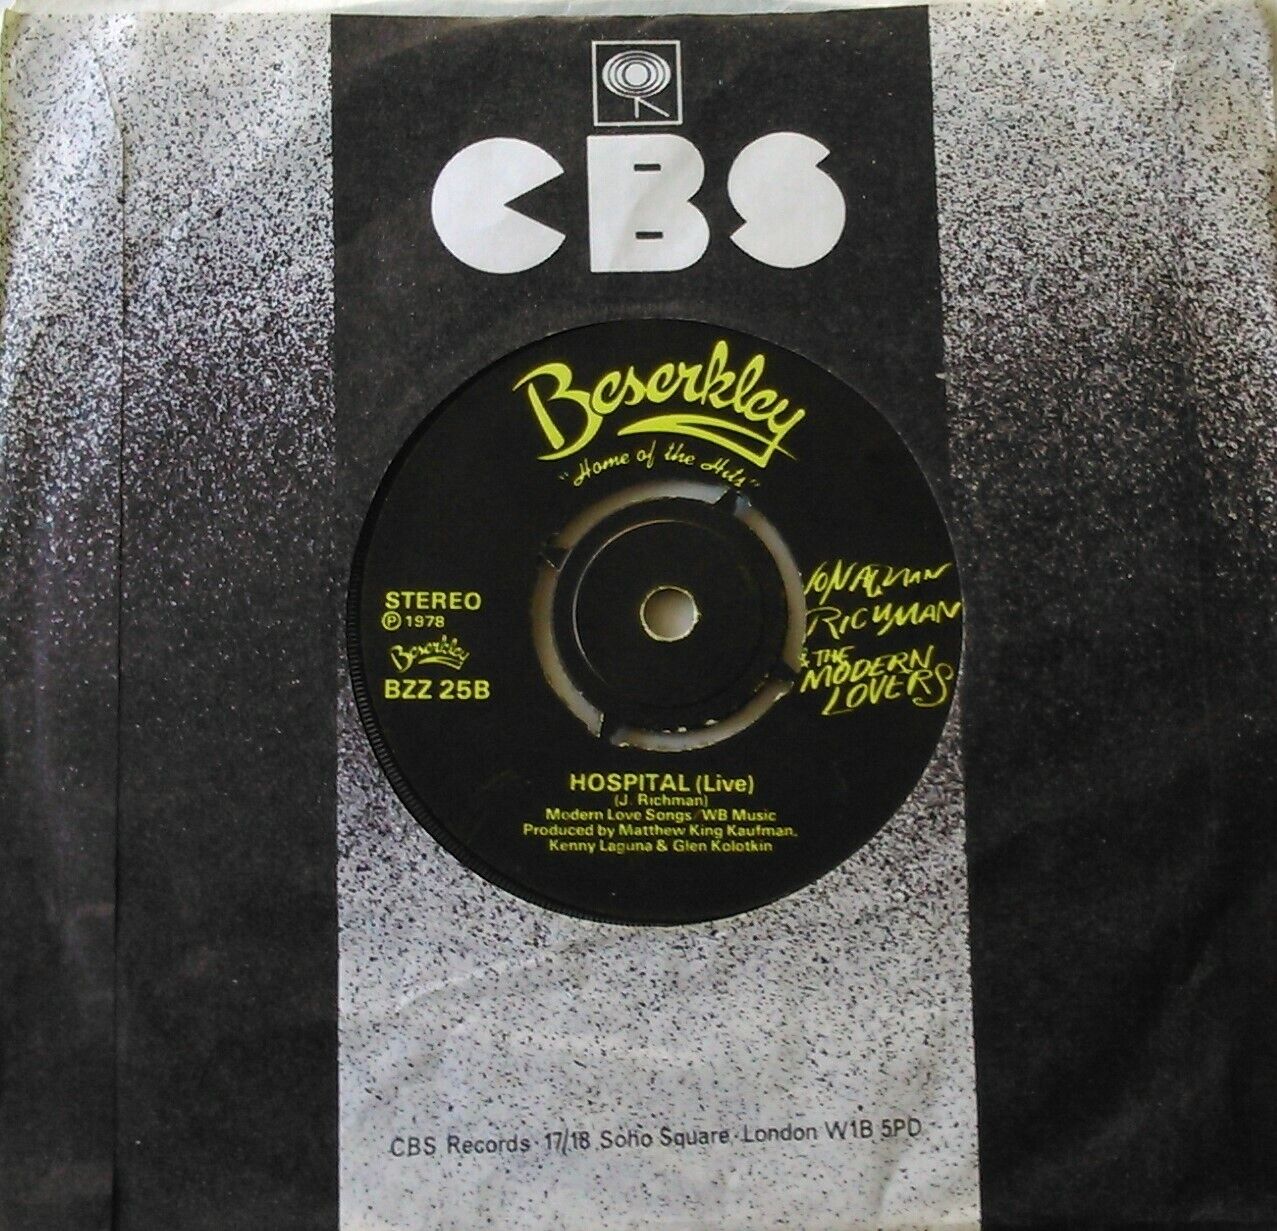 CBS
Beserkley
"Home of the Hits"
STEREO
℗ 1978
Beserkley
BZZ 25B
JONATHAN
RICHMAN
& THE
MODERN
LOVERS
HOSPITAL (Live)
(J. Richman)
Modern Love Songs/WB Music
Produced by Matthew King Kaufman,
Kenny Laguna & Glen Kolotkin
CBS Records · 17/18 Soho Square · London W1B 5PD